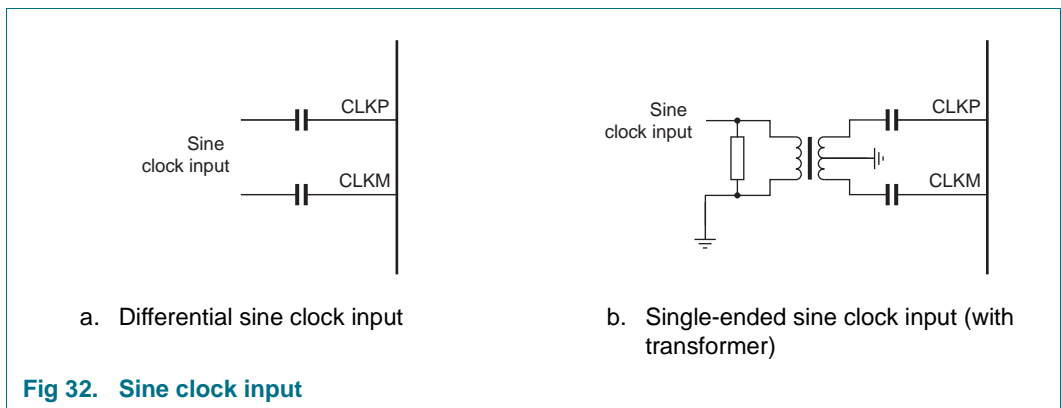 Sine
clock input
CLKP
CLKM
a. Differential sine clock input
Sine
clock input
CLKP
CLKM
b. Single-ended sine clock input (with
transformer)
Fig 32. Sine clock input